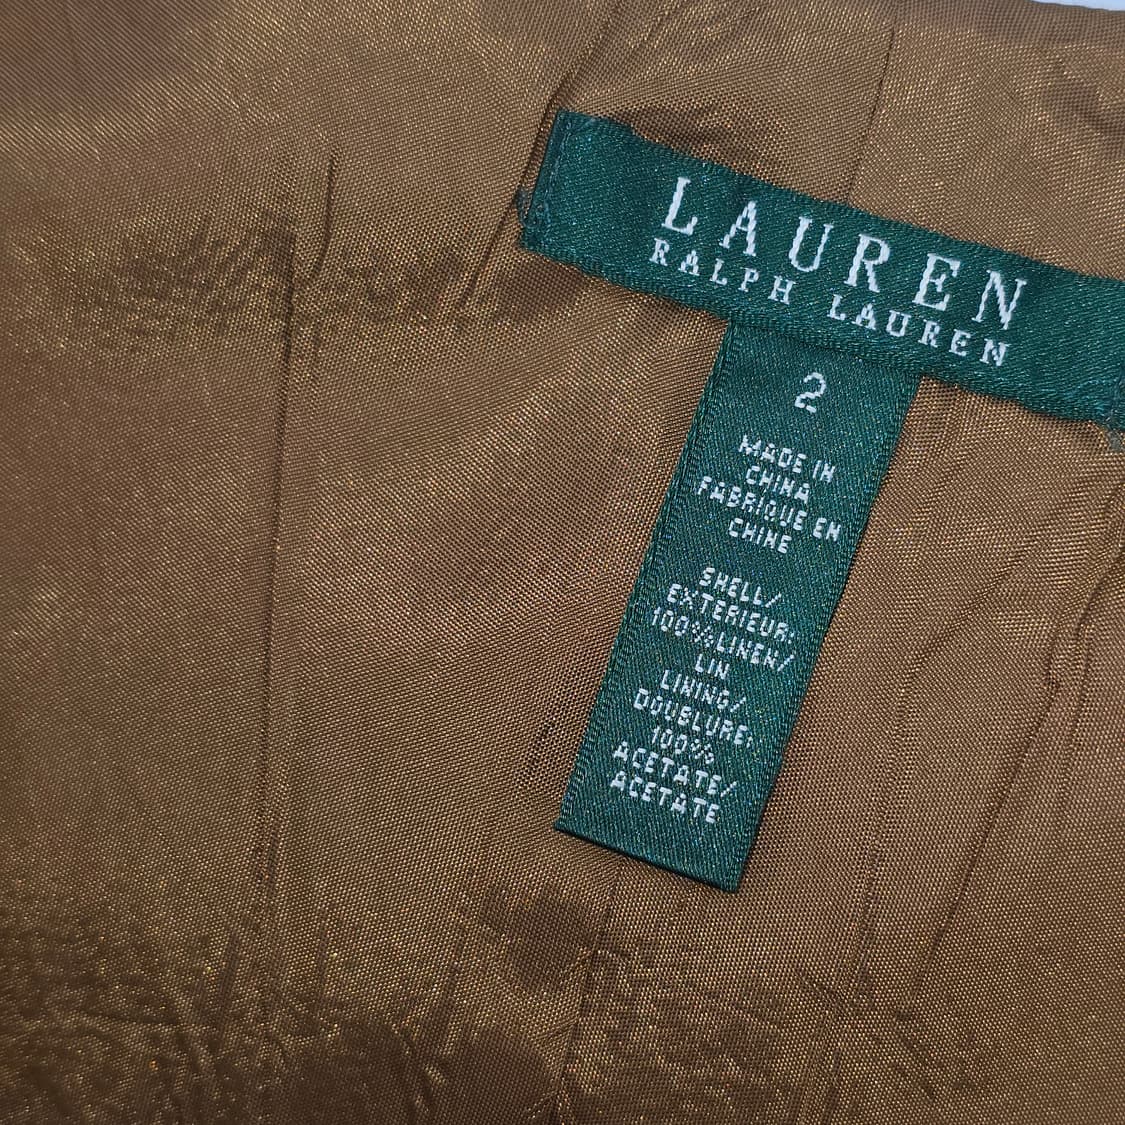 LAUREN
RALPH LAUREN
2
MADE IN
CHINA
FABRIQUE EN
CHINE
SHELL/
EXTERIEUR:
100%LINEN/
LIN
LINING/
DOUBLURE:
100%
ACETATE/
ACETATE